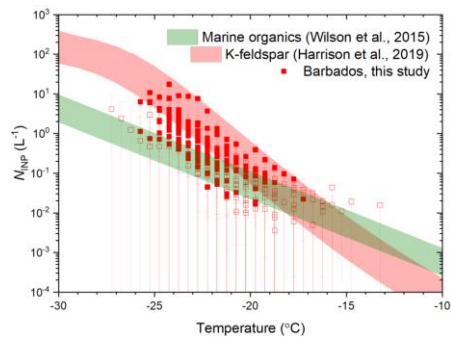 Marine organics (Wilson et al., 2015)
K-feldspar (Harrison et al., 2019)
Barbados, this study
10³
10²
10¹
10⁰
10⁻¹
10⁻²
10⁻³
10⁻⁴
N_INP (L⁻¹)
-30 -25 -20 -15 -10
Temperature (°C)